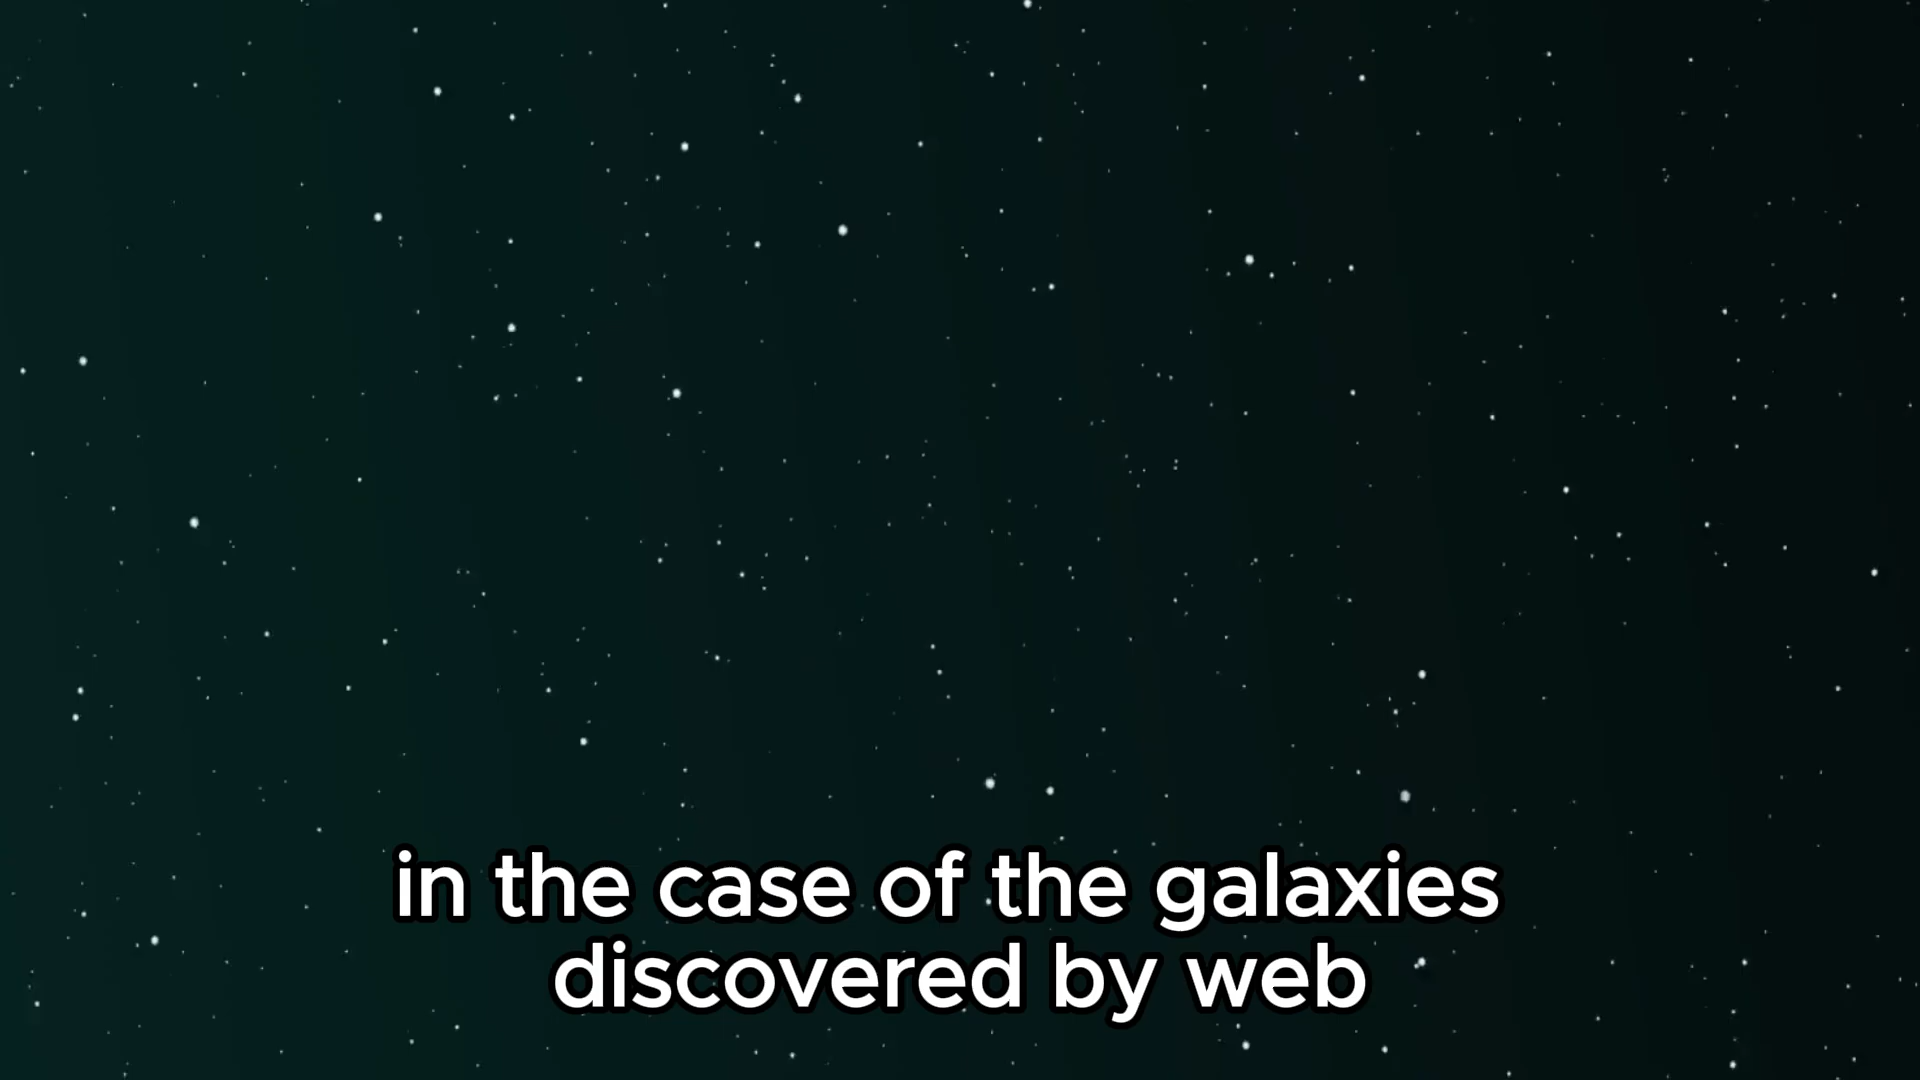 in the case of the galaxies
discovered by web